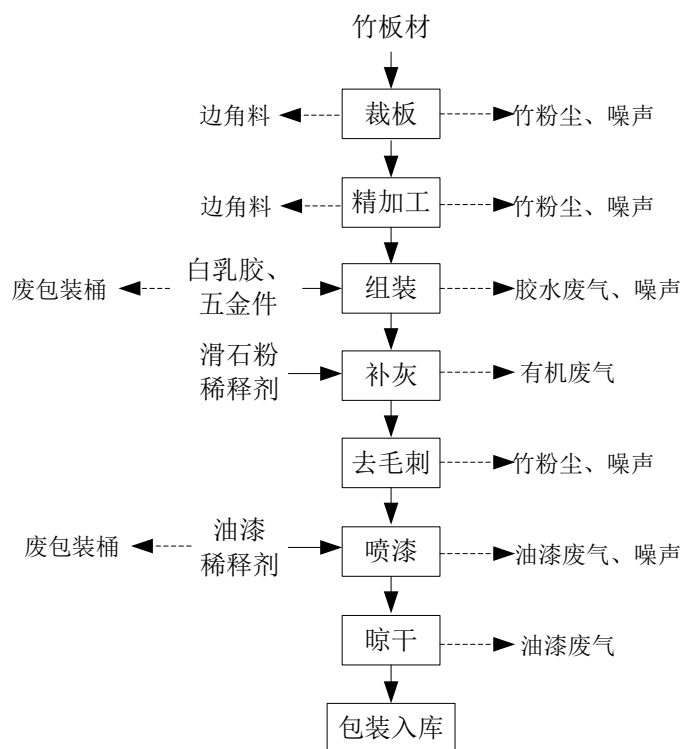 竹板材
边角料
裁板
竹粉尘、噪声
边角料
精加工
竹粉尘、噪声
废包装桶
白乳胶、
五金件
组装
胶水废气、噪声
滑石粉
稀释剂
补灰
有机废气
去毛刺
竹粉尘、噪声
废包装桶
油漆
稀释剂
喷漆
油漆废气、噪声
晾干
油漆废气
包装入库